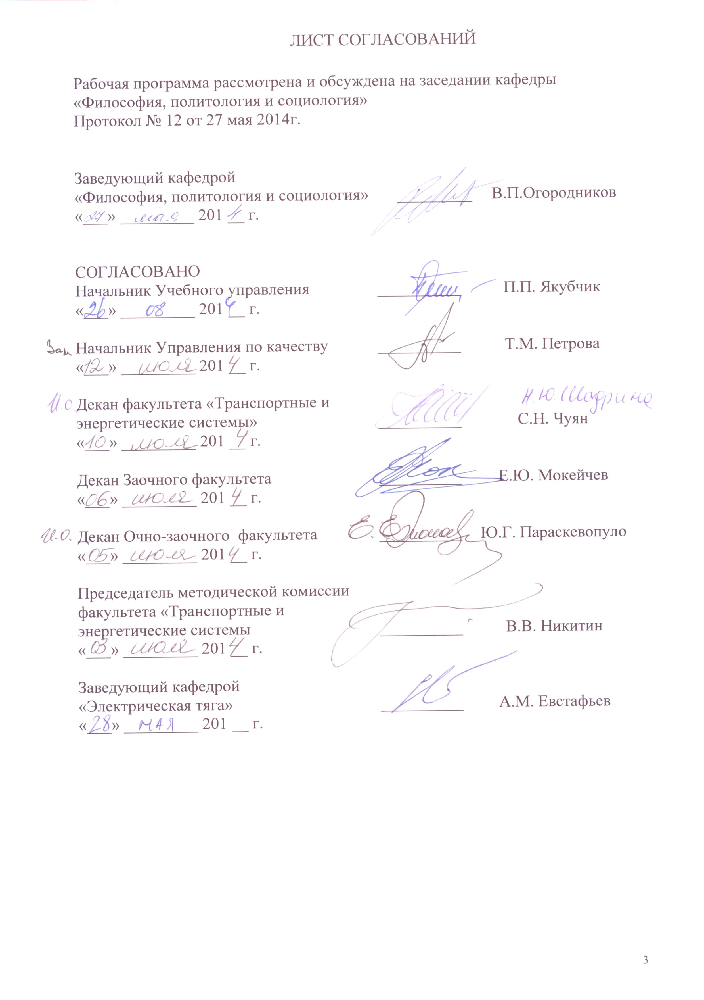 ЛИСТ СОГЛАСОВАНИЙ
Рабочая программа рассмотрена и обсуждена на заседании кафедры
«Философия, политология и социология»
Протокол № 12 от 27 мая 2014г.
Заведующий кафедрой
«Философия, политология и социология» В.П.Огородников
«27» мая 2014 г.
СОГЛАСОВАНО
Начальник Учебного управления П.П. Якубчик
«26» 08 2014 г.
Зам Начальник Управления по качеству Т.М. Петрова
«12» июля 2014 г.
И.О. Декан факультета «Транспортные и Н.Ю. Шадрина
энергетические системы» С.Н. Чуян
«10» июля 2014 г.
Декан Заочного факультета Е.Ю. Мокейчев
«06» июля 2014 г.
И.О. Декан Очно-заочного факультета Ю.Г. Параскевопуло
«05» июля 2014 г.
Председатель методической комиссии
факультета «Транспортные и
энергетические системы В.В. Никитин
«03» июля 2014 г.
Заведующий кафедрой
«Электрическая тяга» А.М. Евстафьев
«28» мая 201 __ г.
3